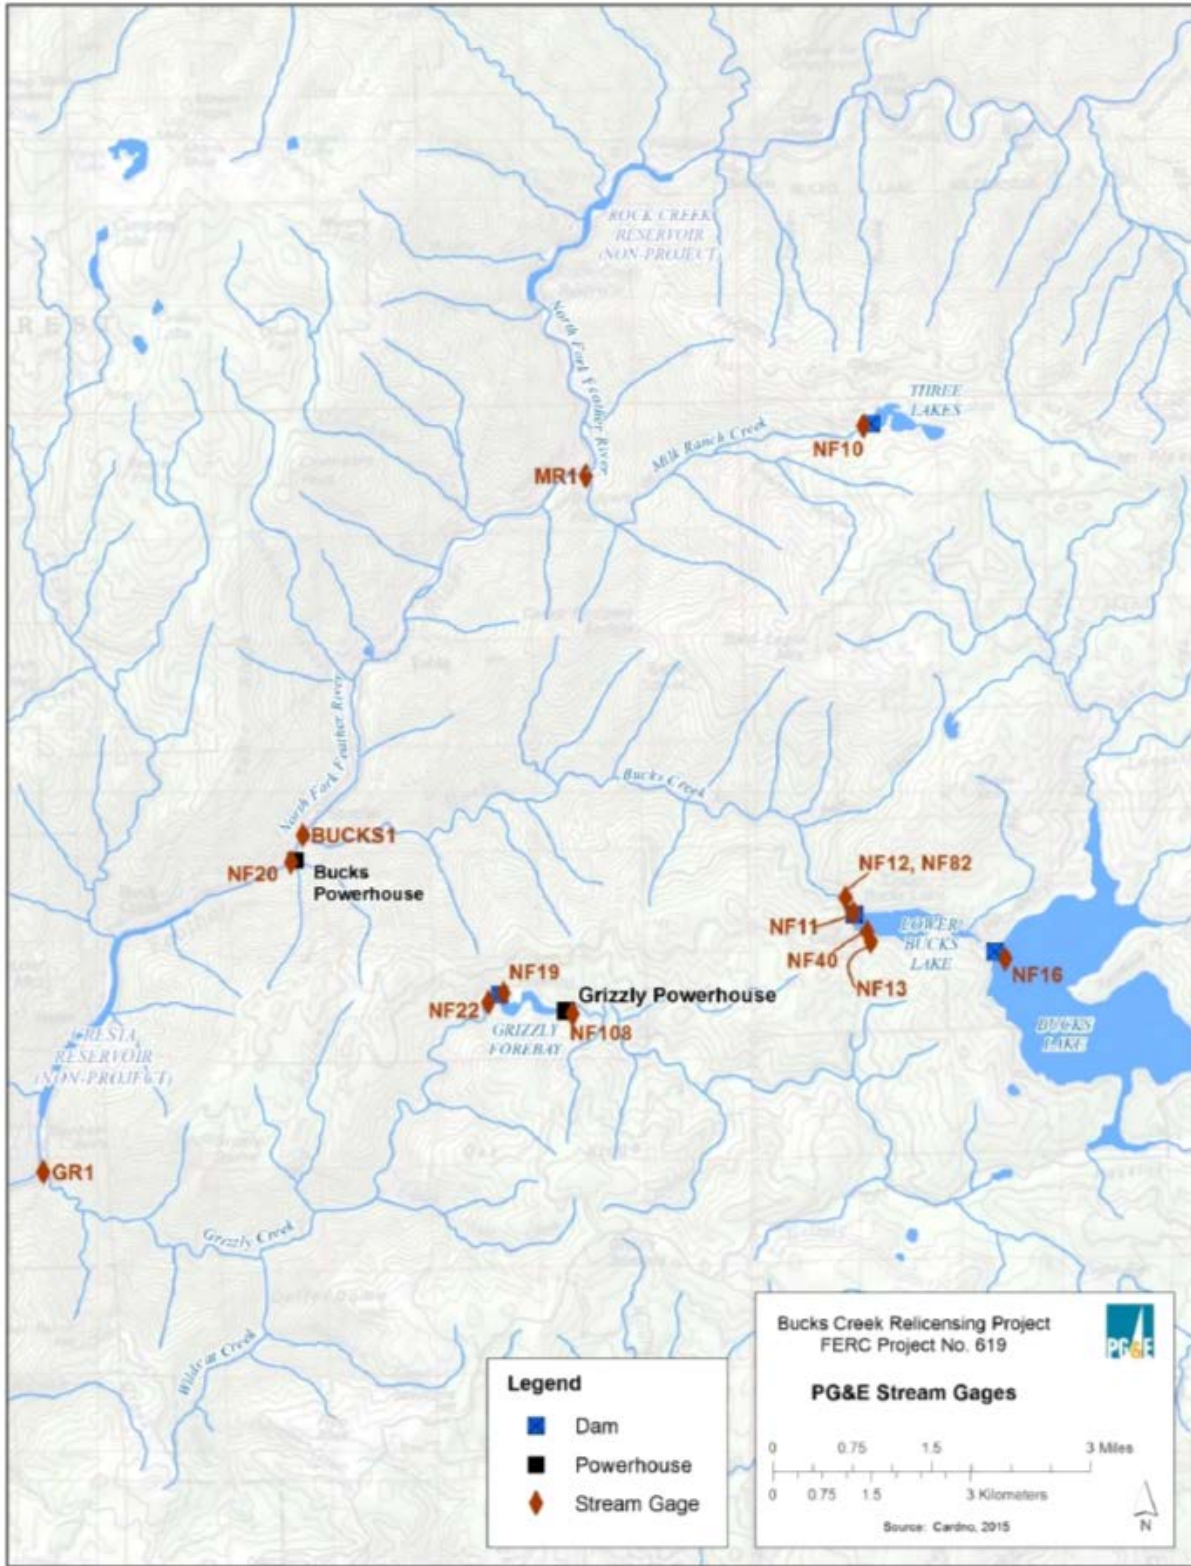 ROCK CREEK
RESERVOIR
(NON-PROJECT)
North Fork Feather River
THREE
LAKES
NF10
Milk Ranch Creek
MR1
North Fork Feather River
Bucks Creek
BUCKS1
NF20
Bucks
Powerhouse
NF12, NF82
NF11
LOWER
BUCKS
LAKE
NF40
NF13
NF16
BUCKS
LAKE
NF19
NF22
Grizzly Powerhouse
NF108
GRIZZLY
FOREBAY
CRESTA
RESERVOIR
(NON-PROJECT)
GR1
Grizzly Creek
Wildcat Creek
Legend
Dam
Powerhouse
Stream Gage
Bucks Creek Relicensing Project
FERC Project No. 619
PG&E
PG&E Stream Gages
0 0.75 1.5 3 Miles
0 0.75 1.5 3 Kilometers
Source: Cardno, 2015
N